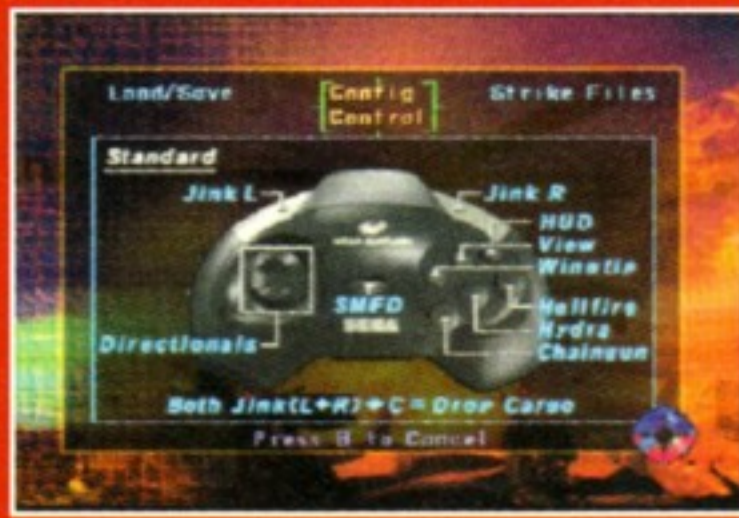 Load/Save
Config
Control
Strike Files
Standard
Jink L
Jink R
HUD
View
Winstip
Hellfire
Hydra
Chaingun
SMFD
SEGA
Directionals
Both Jink(L+R)+C = Drop Cargo
Press B to Cancel